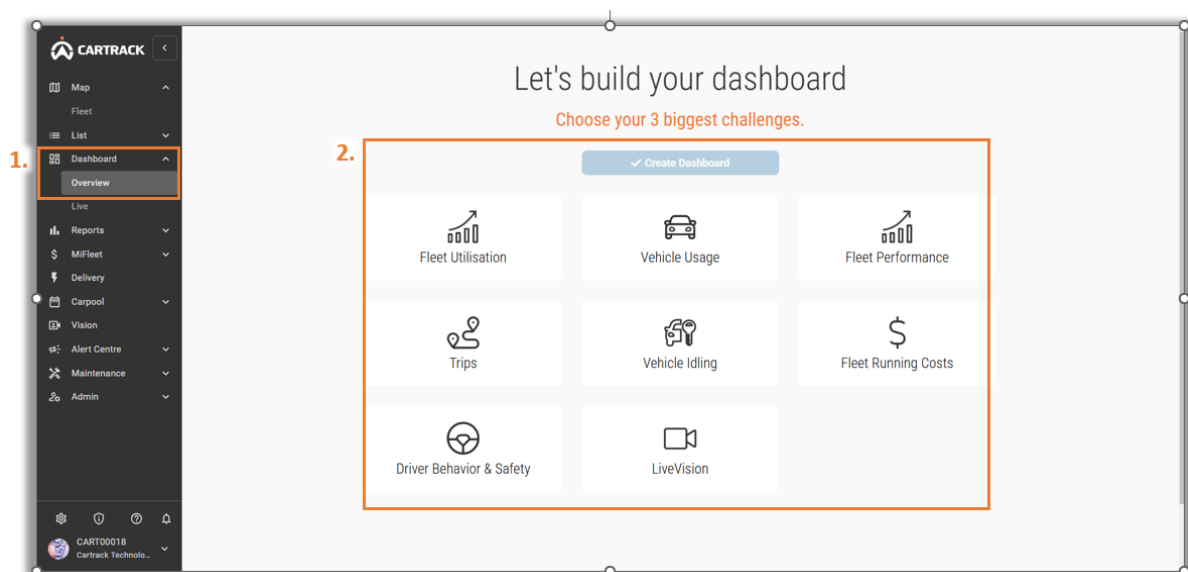 CARTRACK
Map
Fleet
List
1.
Dashboard
Overview
Live
Reports
$ MiFleet
Delivery
Carpool
Vision
Alert Centre
Maintenance
Admin
CART00018
Cartrack Technolo...
Let's build your dashboard
Choose your 3 biggest challenges.
2.
Create Dashboard
Fleet Utilisation
Vehicle Usage
Fleet Performance
Trips
Vehicle Idling
$
Fleet Running Costs
Driver Behavior & Safety
LiveVision